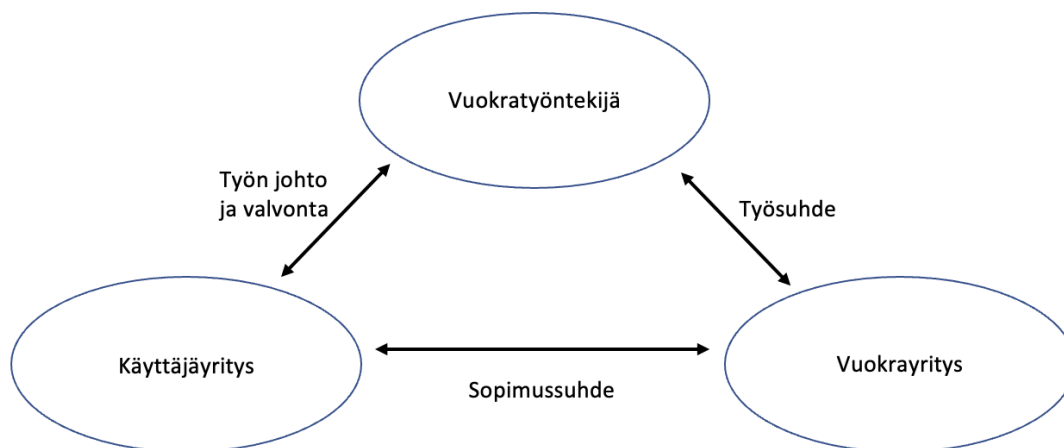 Vuokratyöntekijä
Työn johto
ja valvonta
Työsuhde
Käyttäjäyritys
Vuokrayritys
Sopimussuhde